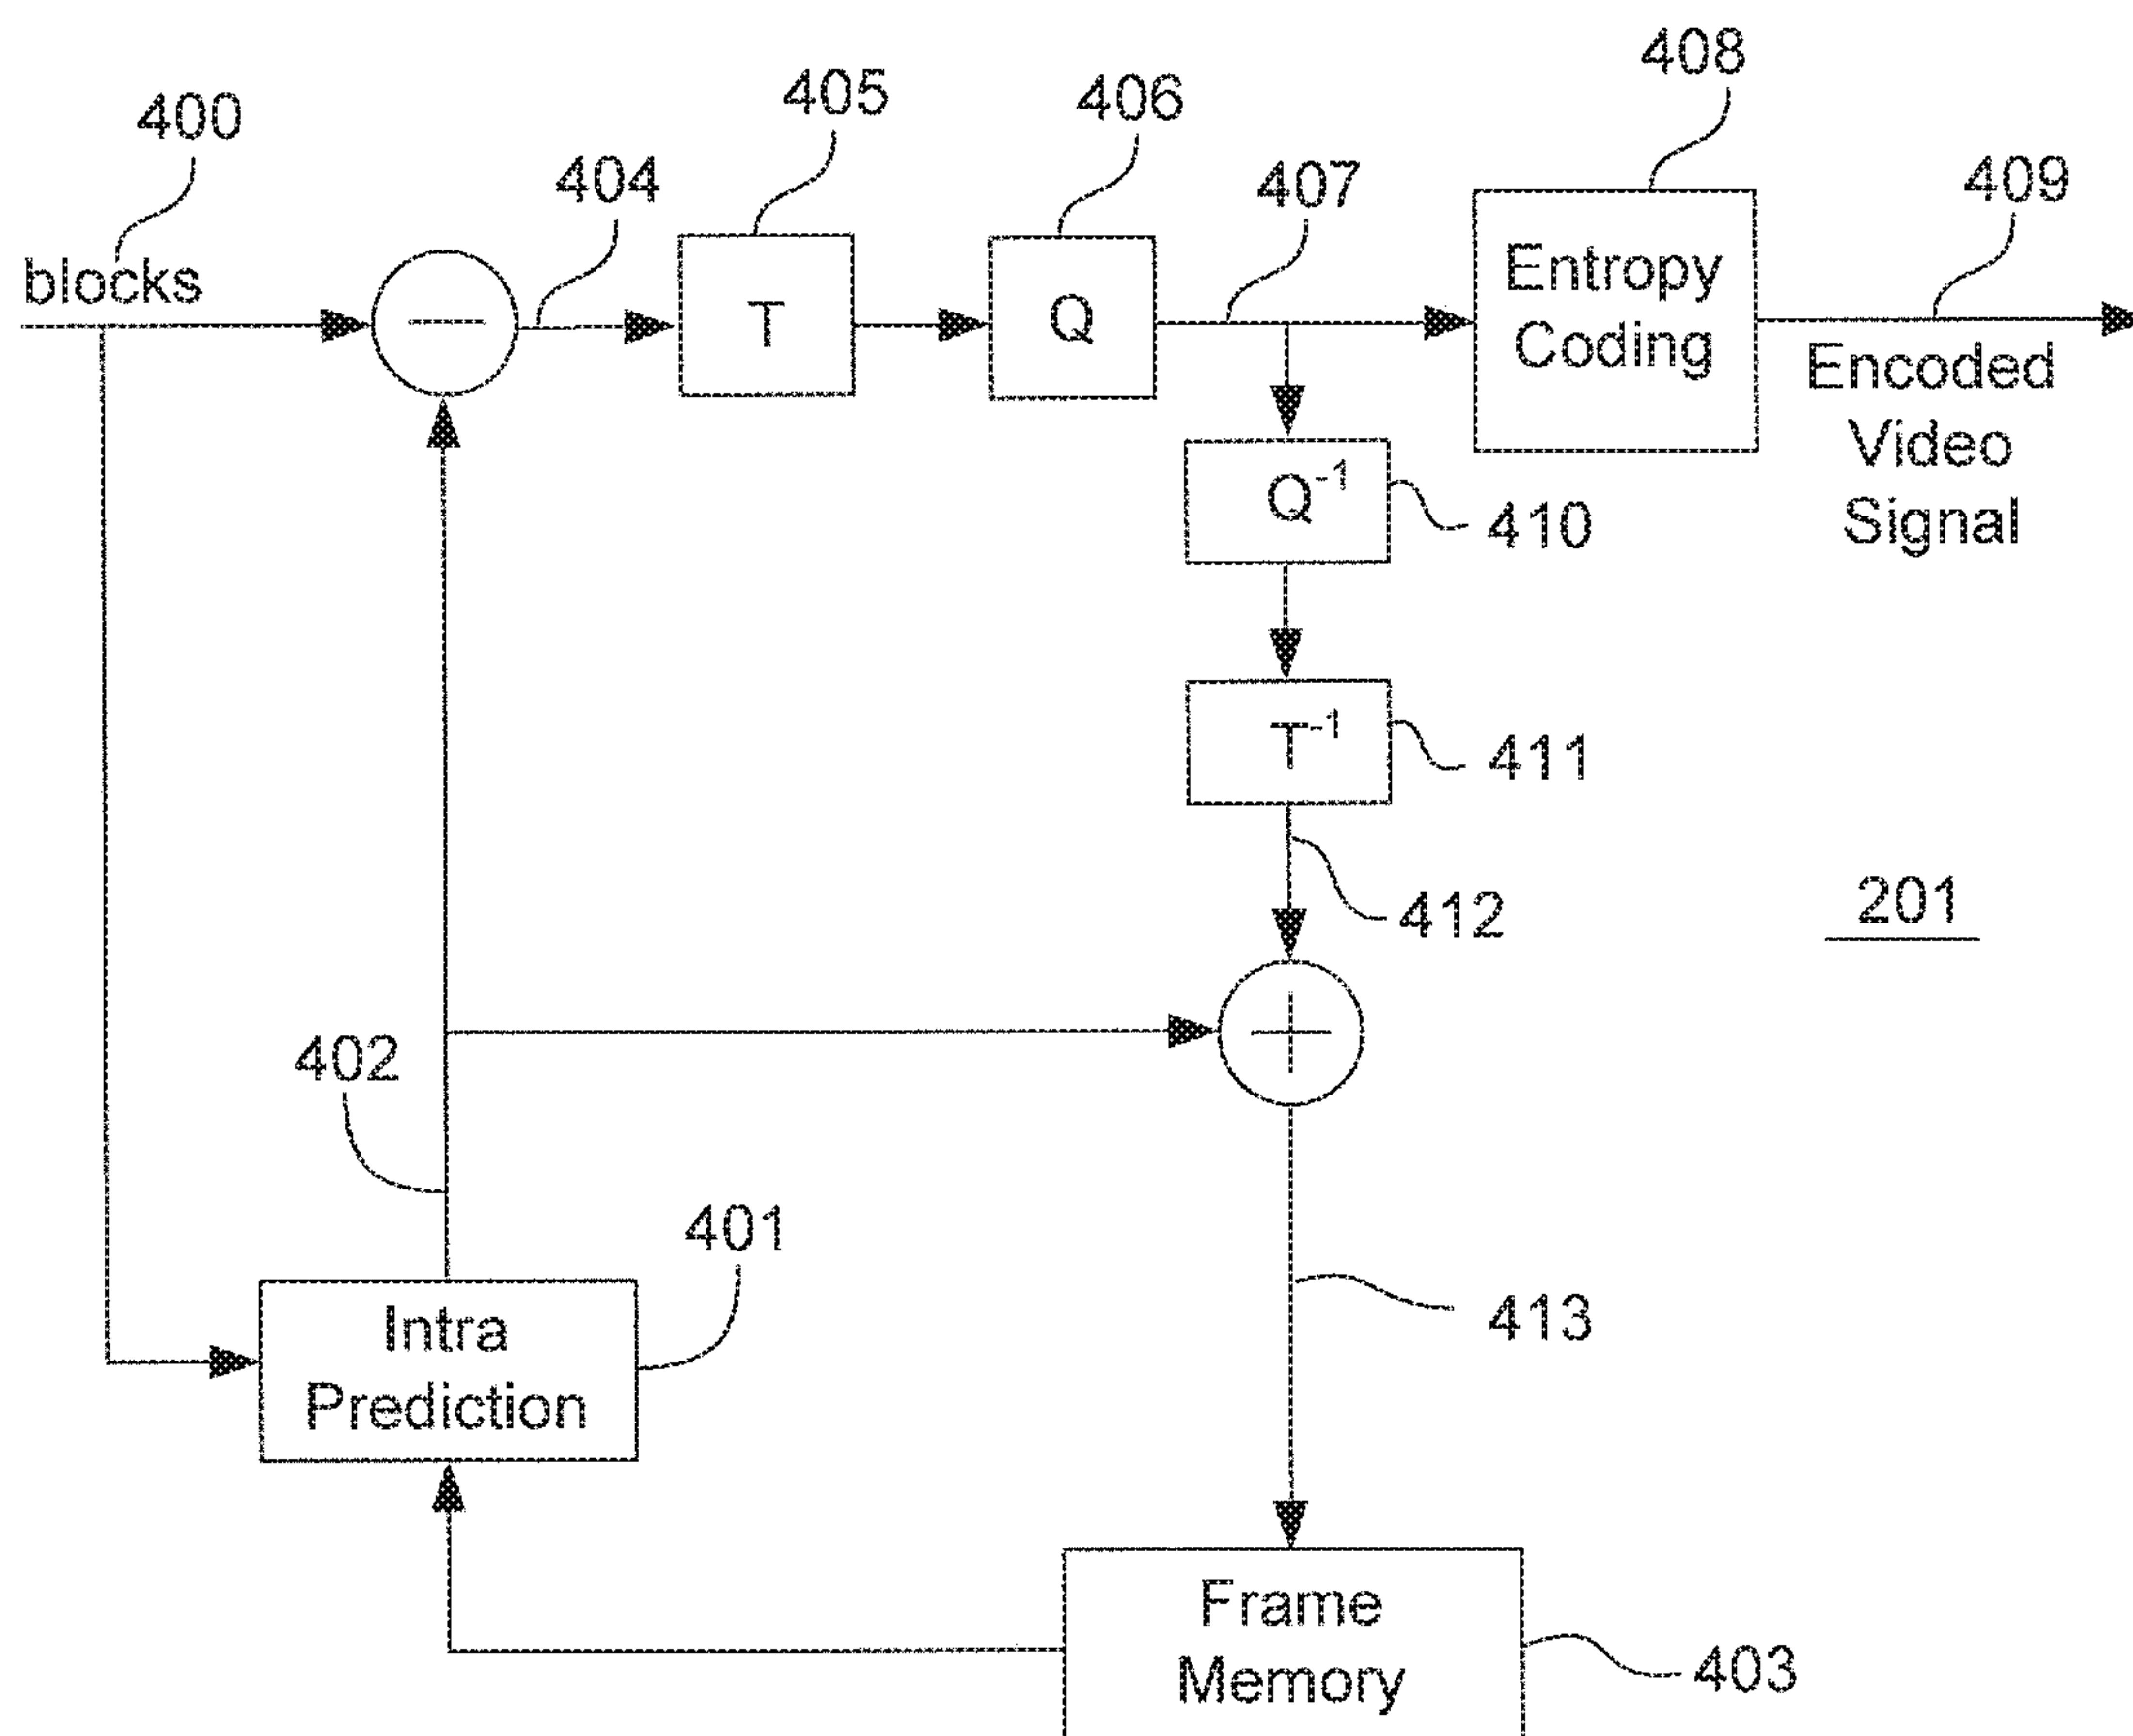 408
405
406
400
404
407
409
blocks
T
Q
Entropy
Coding
Encoded
Video
Signal
Q-1
410
T-1
411
412
201
402
401
Intra
Prediction
413
Frame
Memory
403